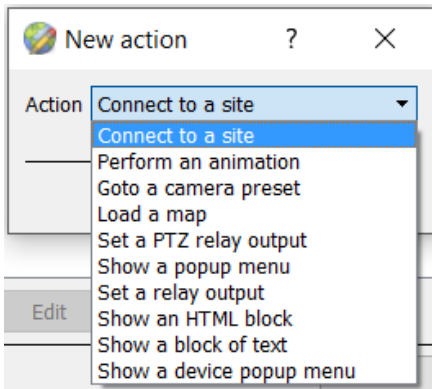 New action ?
Action Connect to a site
Connect to a site
Perform an animation
Goto a camera preset
Load a map
Set a PTZ relay output
Show a popup menu
Set a relay output
Edit
Show an HTML block
Show a block of text
Show a device popup menu